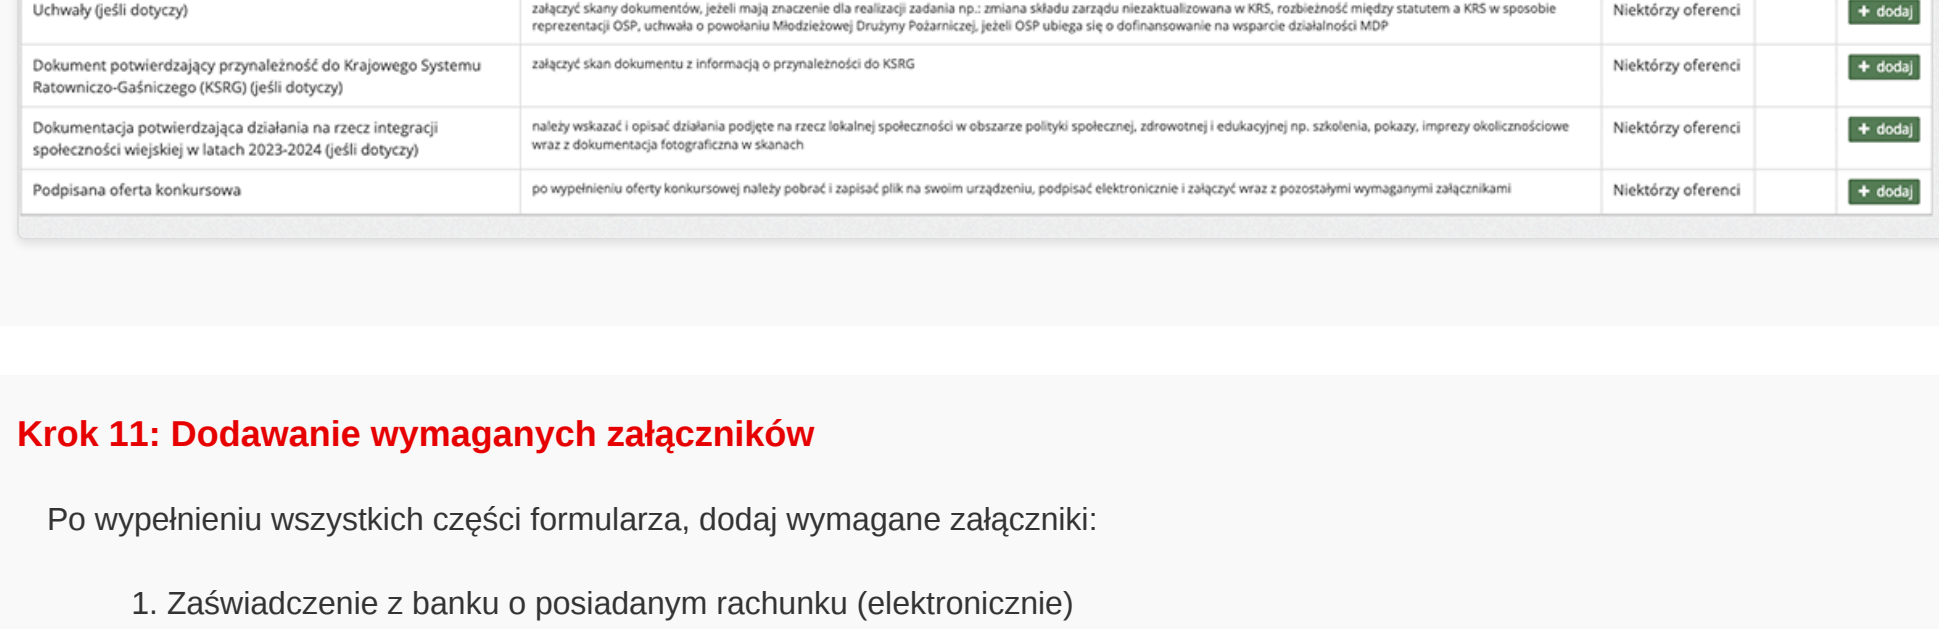 Uchwały (jeśli dotyczy)
załączyć skany dokumentów, jeżeli mają znaczenie dla realizacji zadania np.: zmiana składu zarządu niezaktualizowana w KRS, rozbieżność między statutem a KRS w sposobie
reprezentacji OSP, uchwała o powołaniu Młodzieżowej Drużyny Pożarniczej, jeżeli OSP ubiega się o dofinansowanie na wsparcie działalności MDP
Niektórzy oferenci
+ dodaj
Dokument potwierdzający przynależność do Krajowego Systemu
Ratowniczo-Gaśniczego (KSRG) (jeśli dotyczy)
załączyć skan dokumentu z informacją o przynależności do KSRG
Niektórzy oferenci
+ dodaj
Dokumentacja potwierdzająca działania na rzecz integracji
społeczności wiejskiej w latach 2023-2024 (jeśli dotyczy)
należy wskazać i opisać działania podjęte na rzecz lokalnej społeczności w obszarze polityki społecznej, zdrowotnej i edukacyjnej np. szkolenia, pokazy, imprezy okolicznościowe
wraz z dokumentacja fotograficzna w skanach
Niektórzy oferenci
+ dodaj
Podpisana oferta konkursowa
po wypełnieniu oferty konkursowej należy pobrać i zapisać plik na swoim urządzeniu, podpisać elektronicznie i załączyć wraz z pozostałymi wymaganymi załącznikami
Niektórzy oferenci
+ dodaj
Krok 11: Dodawanie wymaganych załączników
Po wypełnieniu wszystkich części formularza, dodaj wymagane załączniki:
1. Zaświadczenie z banku o posiadanym rachunku (elektronicznie)